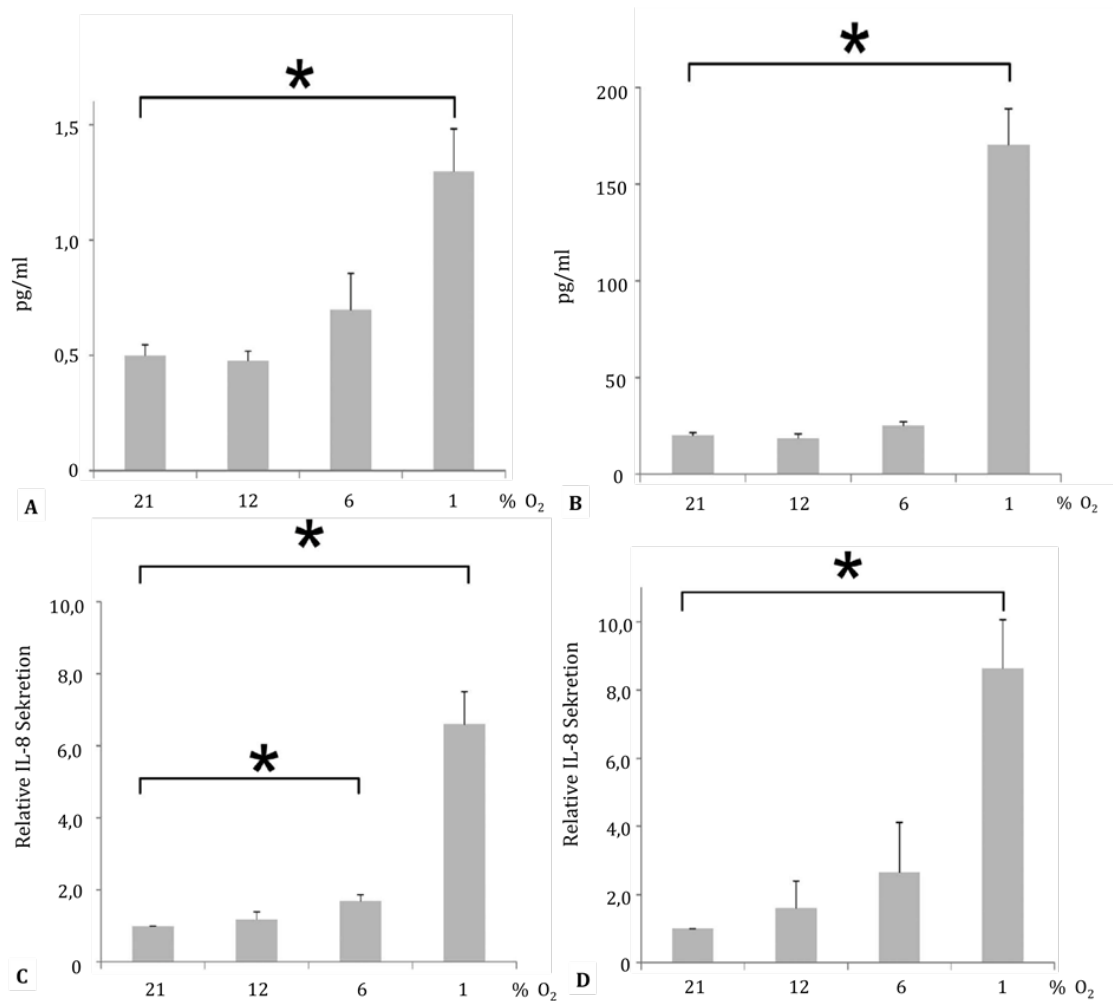 *
1,5
1,0
0,5
0
pg/ml
21 12 6 1 % O₂
A
*
200
150
100
50
0
pg/ml
21 12 6 1 % O₂
B
*
*
10,0
8,0
6,0
4,0
2,0
0
Relative IL-8 Sekretion
21 12 6 1 % O₂
C
*
10,0
8,0
6,0
4,0
2,0
0
Relative IL-8 Sekretion
21 12 6 1 % O₂
D